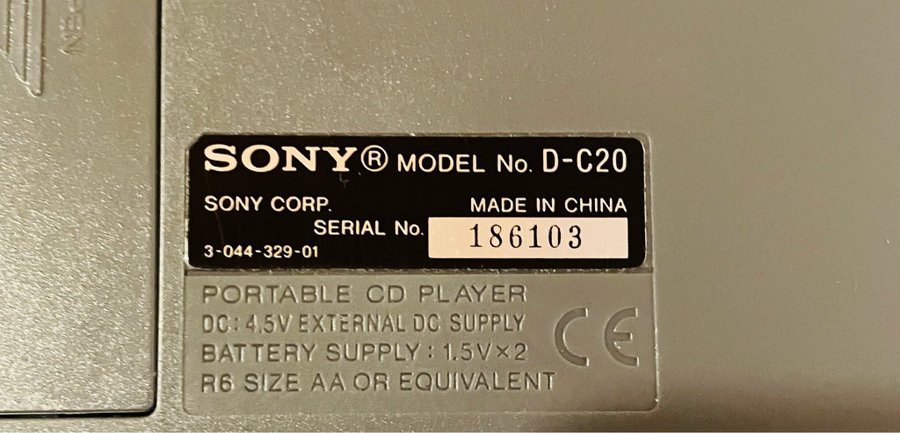 SONY® MODEL No. D-C20
SONY CORP. MADE IN CHINA
SERIAL No. 186103
3-044-329-01
PORTABLE CD PLAYER
DC: 4.5V EXTERNAL DC SUPPLY
BATTERY SUPPLY : 1.5V×2
R6 SIZE AA OR EQUIVALENT
CE